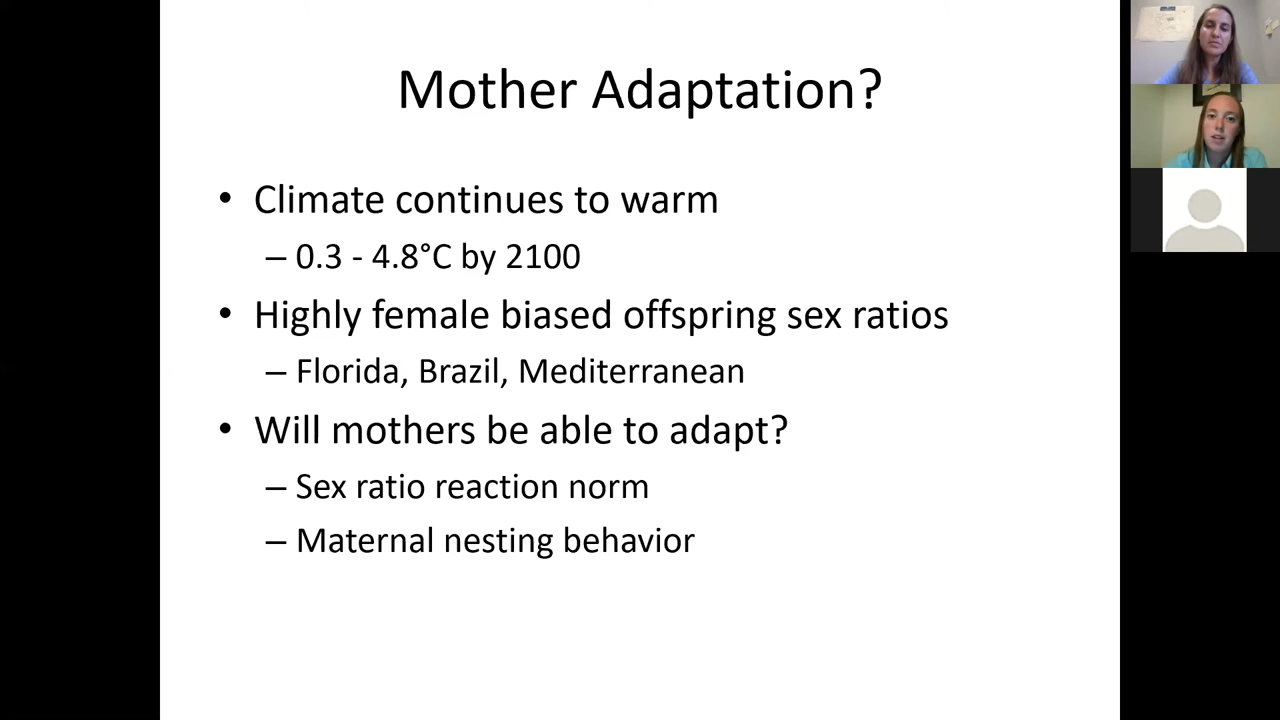 Mother Adaptation?
• Climate continues to warm
– 0.3 - 4.8°C by 2100
• Highly female biased offspring sex ratios
– Florida, Brazil, Mediterranean
• Will mothers be able to adapt?
– Sex ratio reaction norm
– Maternal nesting behavior